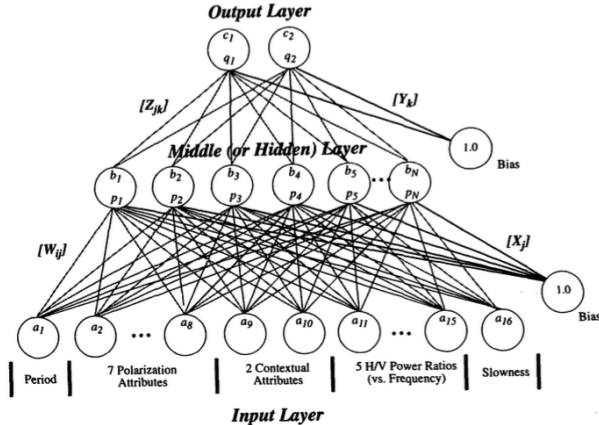 Output Layer
c1 c2
q1 q2
[Zjk] [Yk]
1.0
Bias
Middle (or Hidden) Layer
b1 b2 b3 b4 b5 ••• bN
p1 p2 p3 p4 p5 pN
[Wij] [Xj]
1.0
Bias
a1 a2 ••• a8 a9 a10 a11 ••• a15 a16
Period
7 Polarization
Attributes
2 Contextual
Attributes
5 H/V Power Ratios
(vs. Frequency)
Slowness
Input Layer